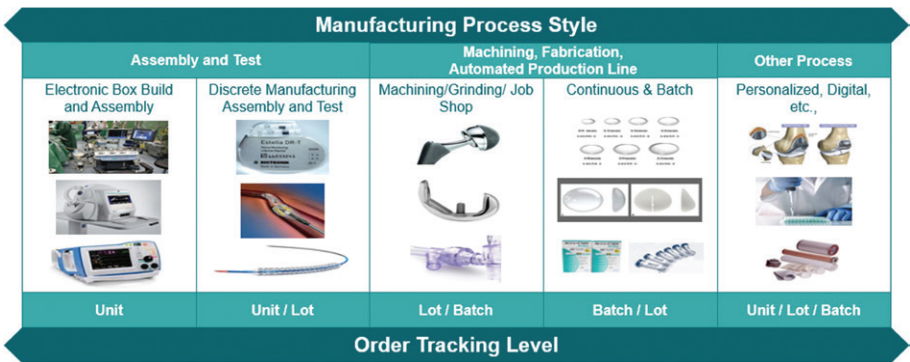 Manufacturing Process Style
Assembly and Test
Machining, Fabrication,
Automated Production Line
Other Process
Electronic Box Build
and Assembly
Discrete Manufacturing
Assembly and Test
Machining/Grinding/ Job
Shop
Continuous & Batch
Personalized, Digital,
etc.,
Estella DR-T
Unit
Unit / Lot
Lot / Batch
Batch / Lot
Unit / Lot / Batch
Order Tracking Level